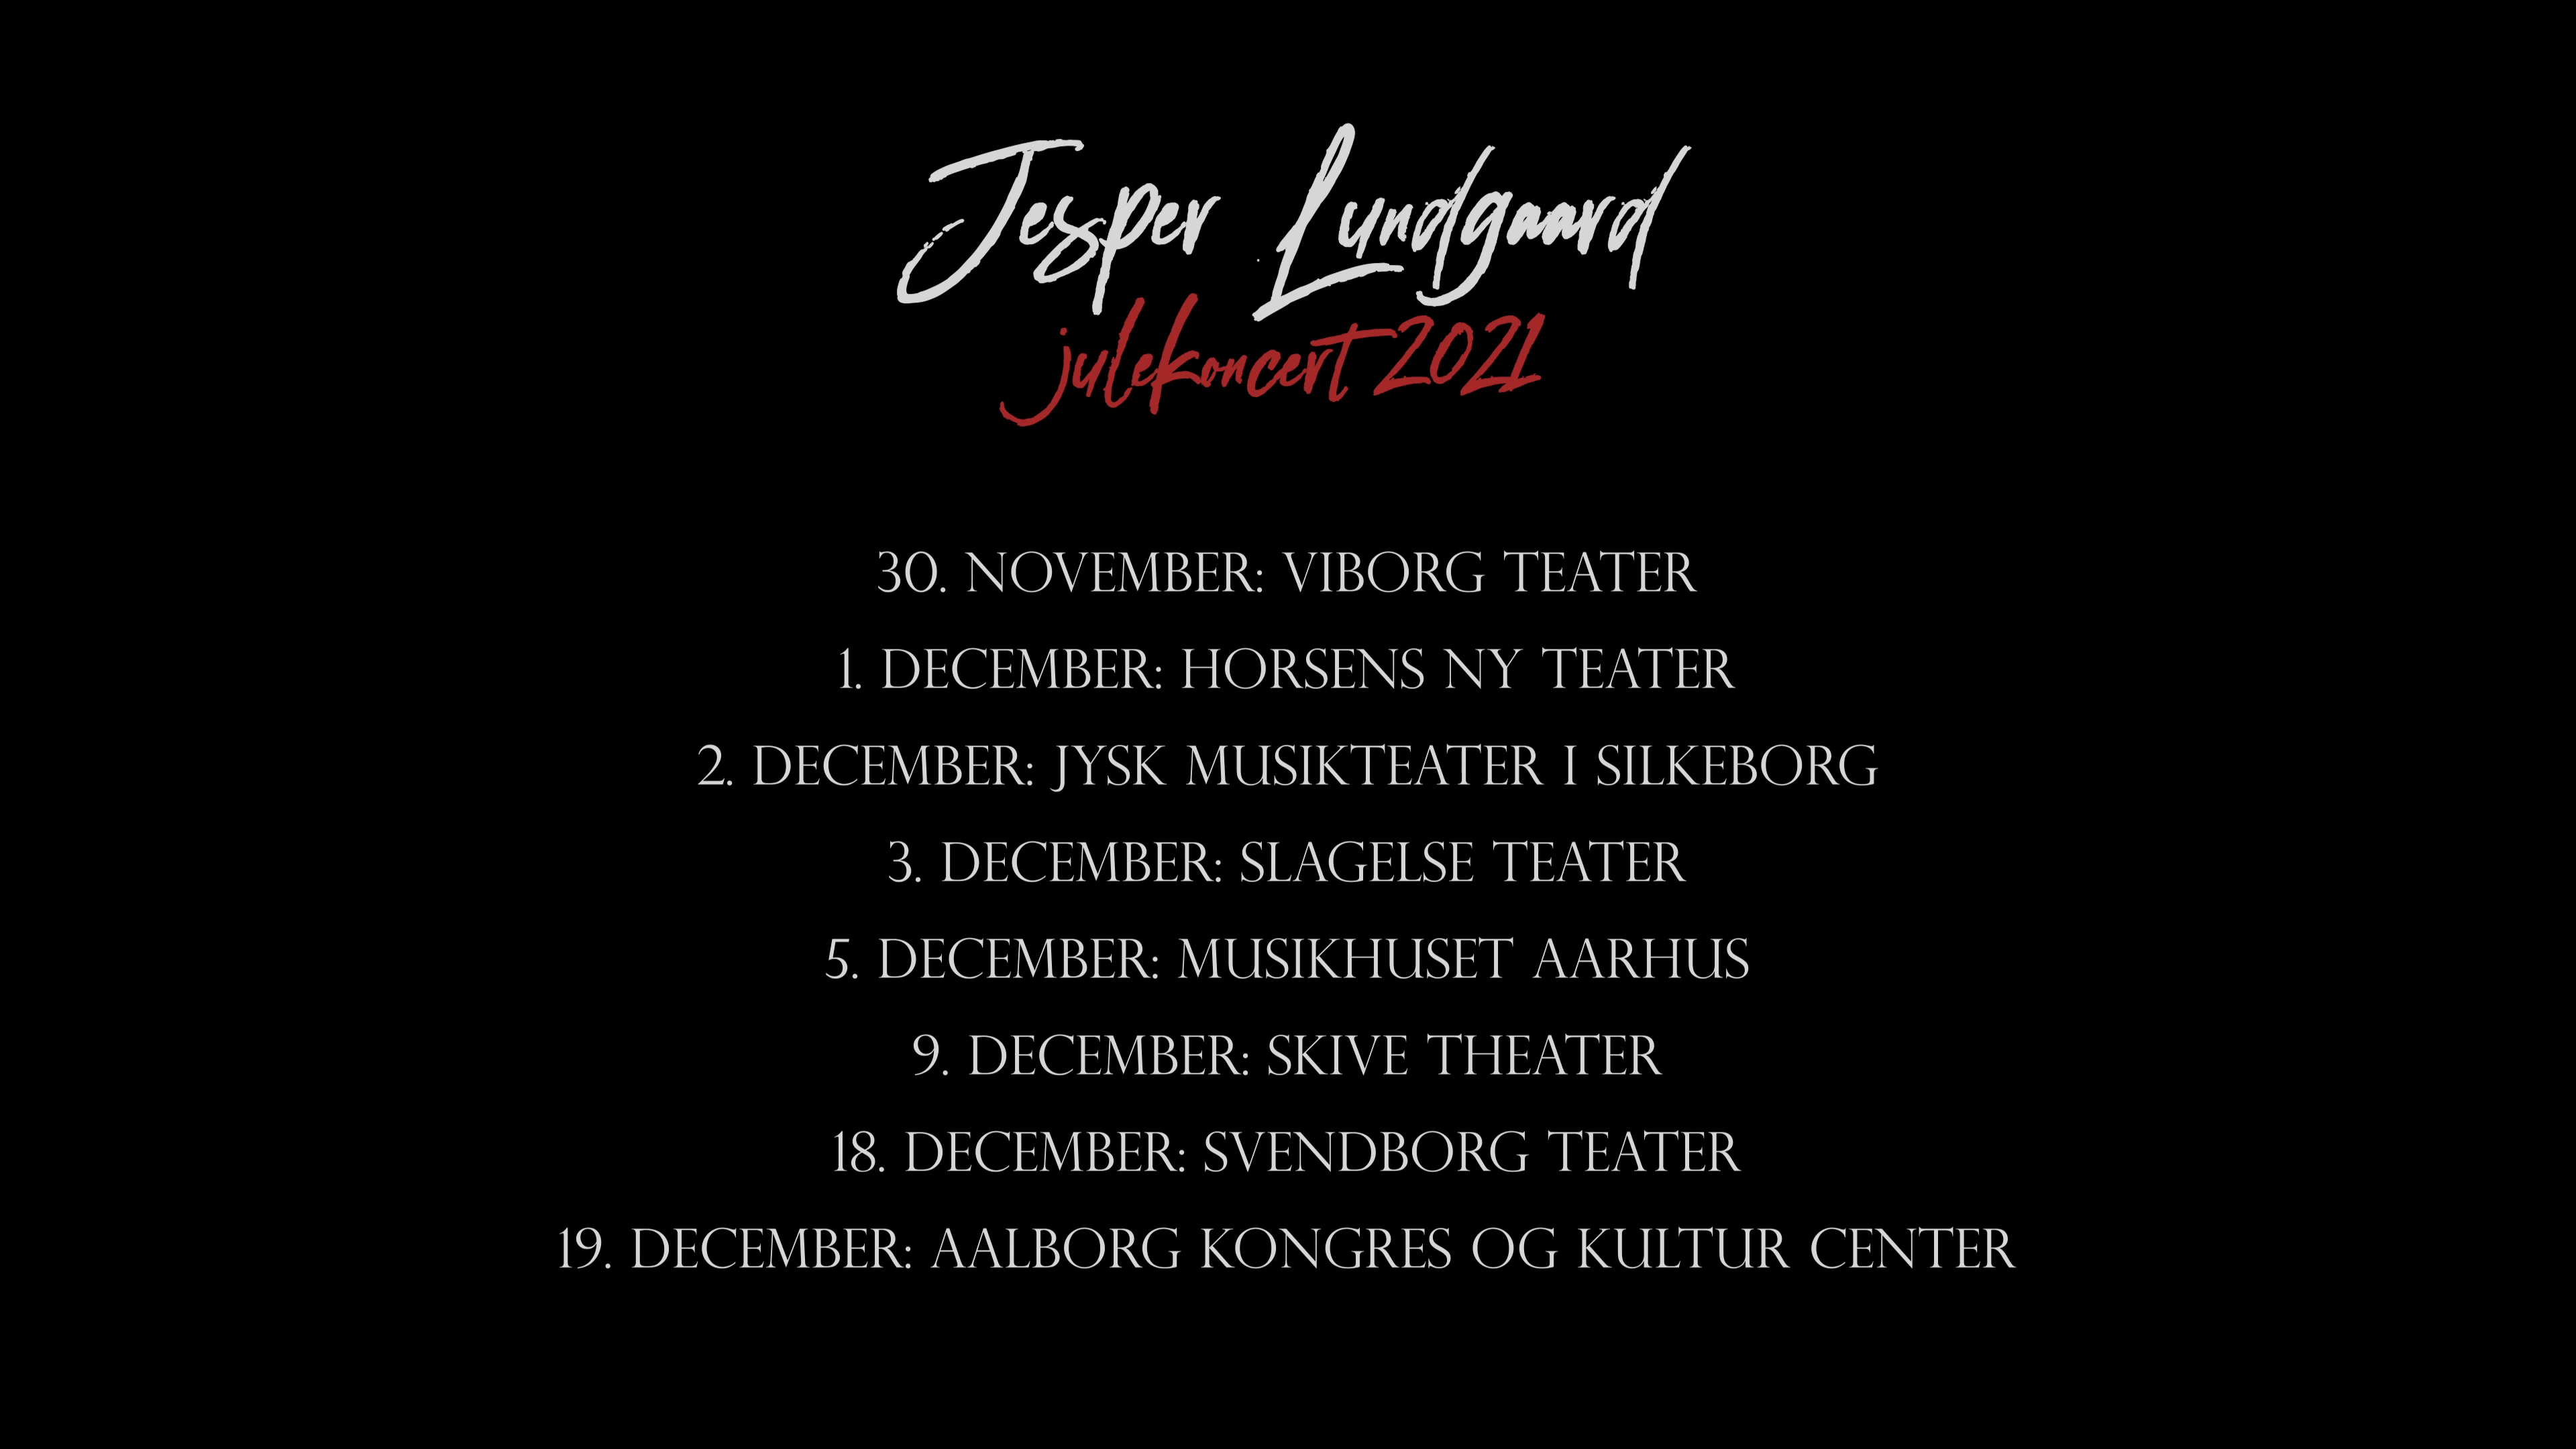 Jesper Lundgaard
julekoncert 2021
30. NOVEMBER: VIBORG TEATER
1. DECEMBER: HORSENS NY TEATER
2. DECEMBER: JYSK MUSIKTEATER I SILKEBORG
3. DECEMBER: SLAGELSE TEATER
5. DECEMBER: MUSIKHUSET AARHUS
9. DECEMBER: SKIVE THEATER
18. DECEMBER: SVENDBORG TEATER
19. DECEMBER: AALBORG KONGRES OG KULTUR CENTER